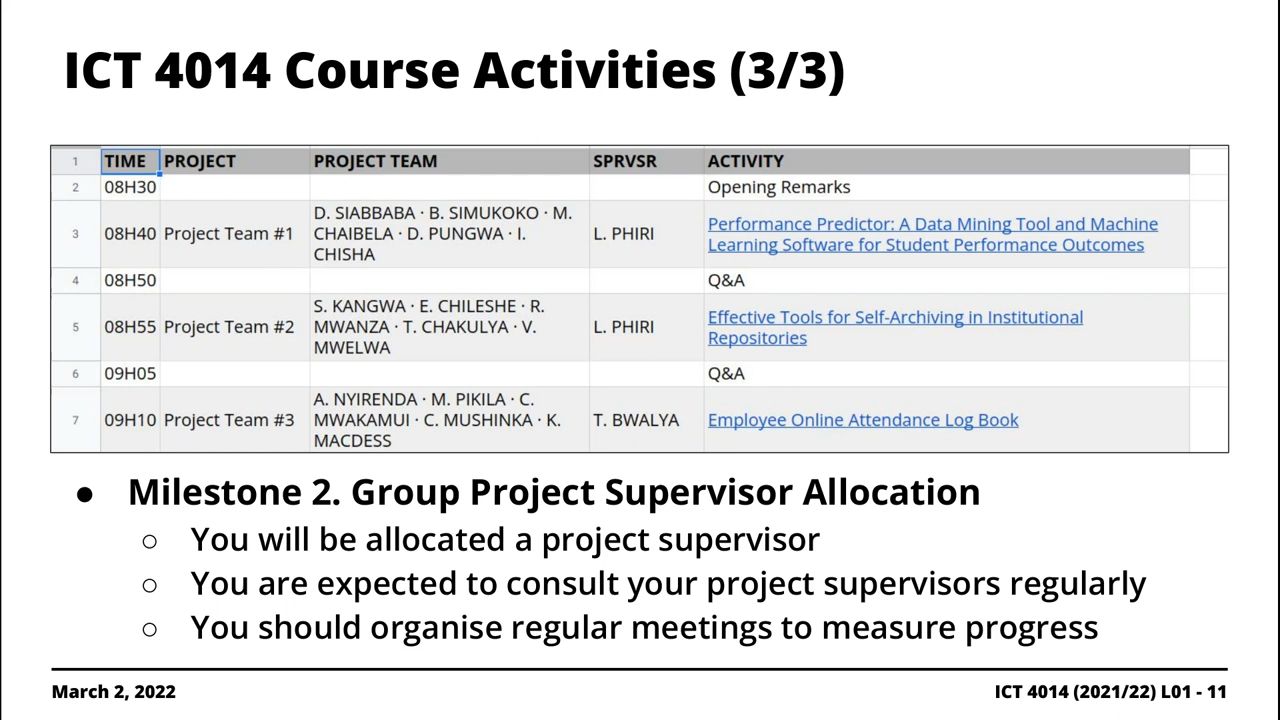 ICT 4014 Course Activities (3/3)
1 TIME PROJECT PROJECT TEAM SPRVSR ACTIVITY
2 08H30 Opening Remarks
3 08H40 Project Team #1 D. SIABBABA · B. SIMUKOKO · M. CHAIBELA · D. PUNGWA · I. CHISHA L. PHIRI Performance Predictor: A Data Mining Tool and Machine Learning Software for Student Performance Outcomes
4 08H50 Q&A
5 08H55 Project Team #2 S. KANGWA · E. CHILESHE · R. MWANZA · T. CHAKULYA · V. MWELWA L. PHIRI Effective Tools for Self-Archiving in Institutional Repositories
6 09H05 Q&A
7 09H10 Project Team #3 A. NYIRENDA · M. PIKILA · C. MWAKAMUI · C. MUSHINKA · K. MACDESS T. BWALYA Employee Online Attendance Log Book
● Milestone 2. Group Project Supervisor Allocation
○ You will be allocated a project supervisor
○ You are expected to consult your project supervisors regularly
○ You should organise regular meetings to measure progress
March 2, 2022 ICT 4014 (2021/22) L01 - 11